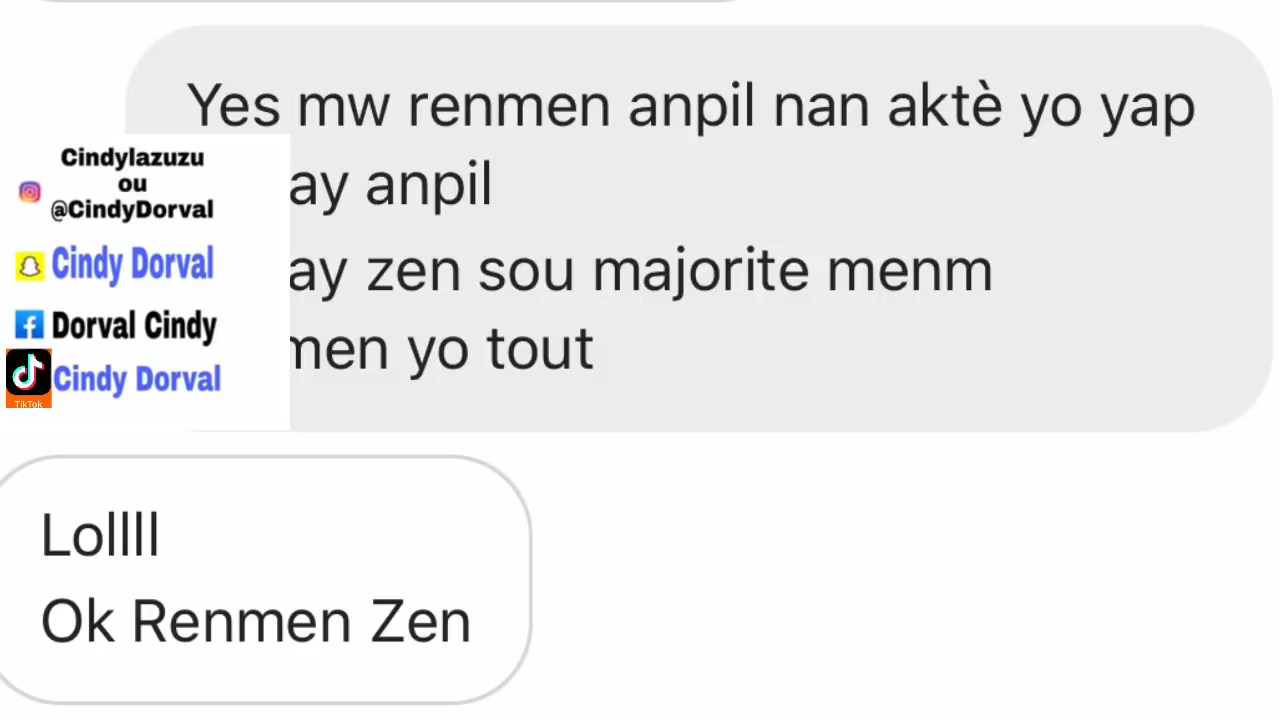 Yes mw renmen anpil nan aktè yo yap
ay anpil
ay zen sou majorite menm
men yo tout
Cindylazuzu
ou
@CindyDorval
Cindy Dorval
Dorval Cindy
Cindy Dorval
TikTok
Lollll
Ok Renmen Zen